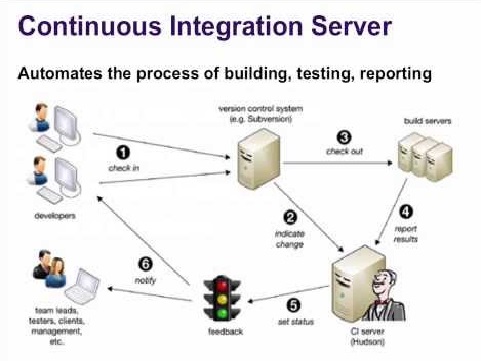 Continuous Integration Server
Automates the process of building, testing, reporting
version control system
(e.g. Subversion)
build servers
3
check out
1
check in
developers
2
indicate
change
4
report
results
6
notify
5
set status
team leads,
testers, clients,
management,
etc.
feedback
CI server
(Hudson)